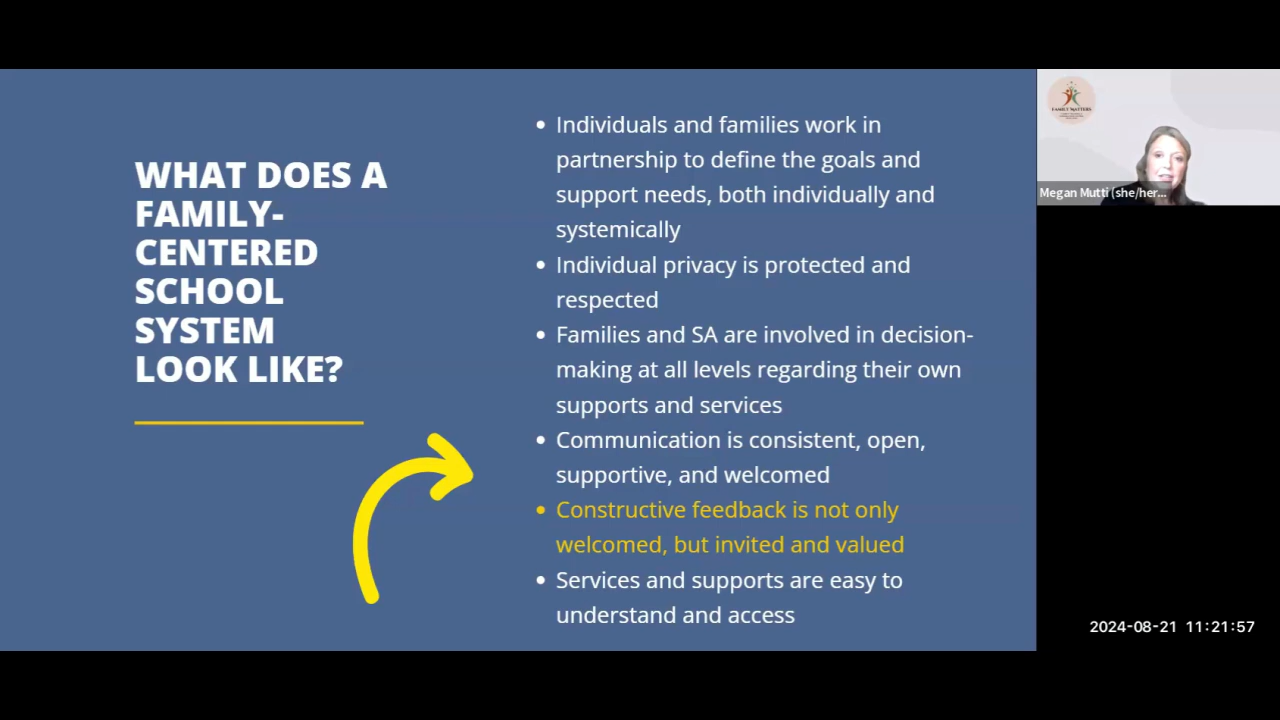 WHAT DOES A
FAMILY-
CENTERED
SCHOOL
SYSTEM
LOOK LIKE?
• Individuals and families work in
partnership to define the goals and
support needs, both individually and
systemically
• Individual privacy is protected and
respected
• Families and SA are involved in decision-
making at all levels regarding their own
supports and services
• Communication is consistent, open,
supportive, and welcomed
• Constructive feedback is not only
welcomed, but invited and valued
• Services and supports are easy to
understand and access
FAMILY MATTERS
Megan Mutti (she/her...
2024-08-21 11:21:57